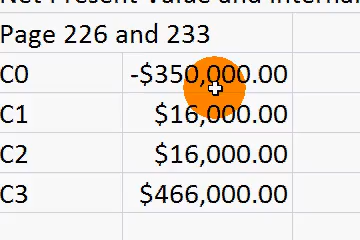 Net Present Value and Internal
Page 226 and 233
C0 -$350,000.00
C1 $16,000.00
C2 $16,000.00
C3 $466,000.00